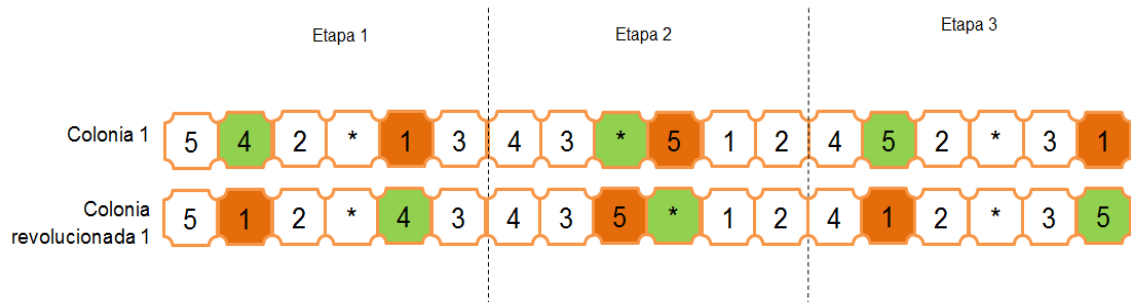 Etapa 1 Etapa 2 Etapa 3
Colonia 1 5 4 2 * 1 3 4 3 * 5 1 2 4 5 2 * 3 1
Colonia
revolucionada 1 5 1 2 * 4 3 4 3 5 * 1 2 4 1 2 * 3 5